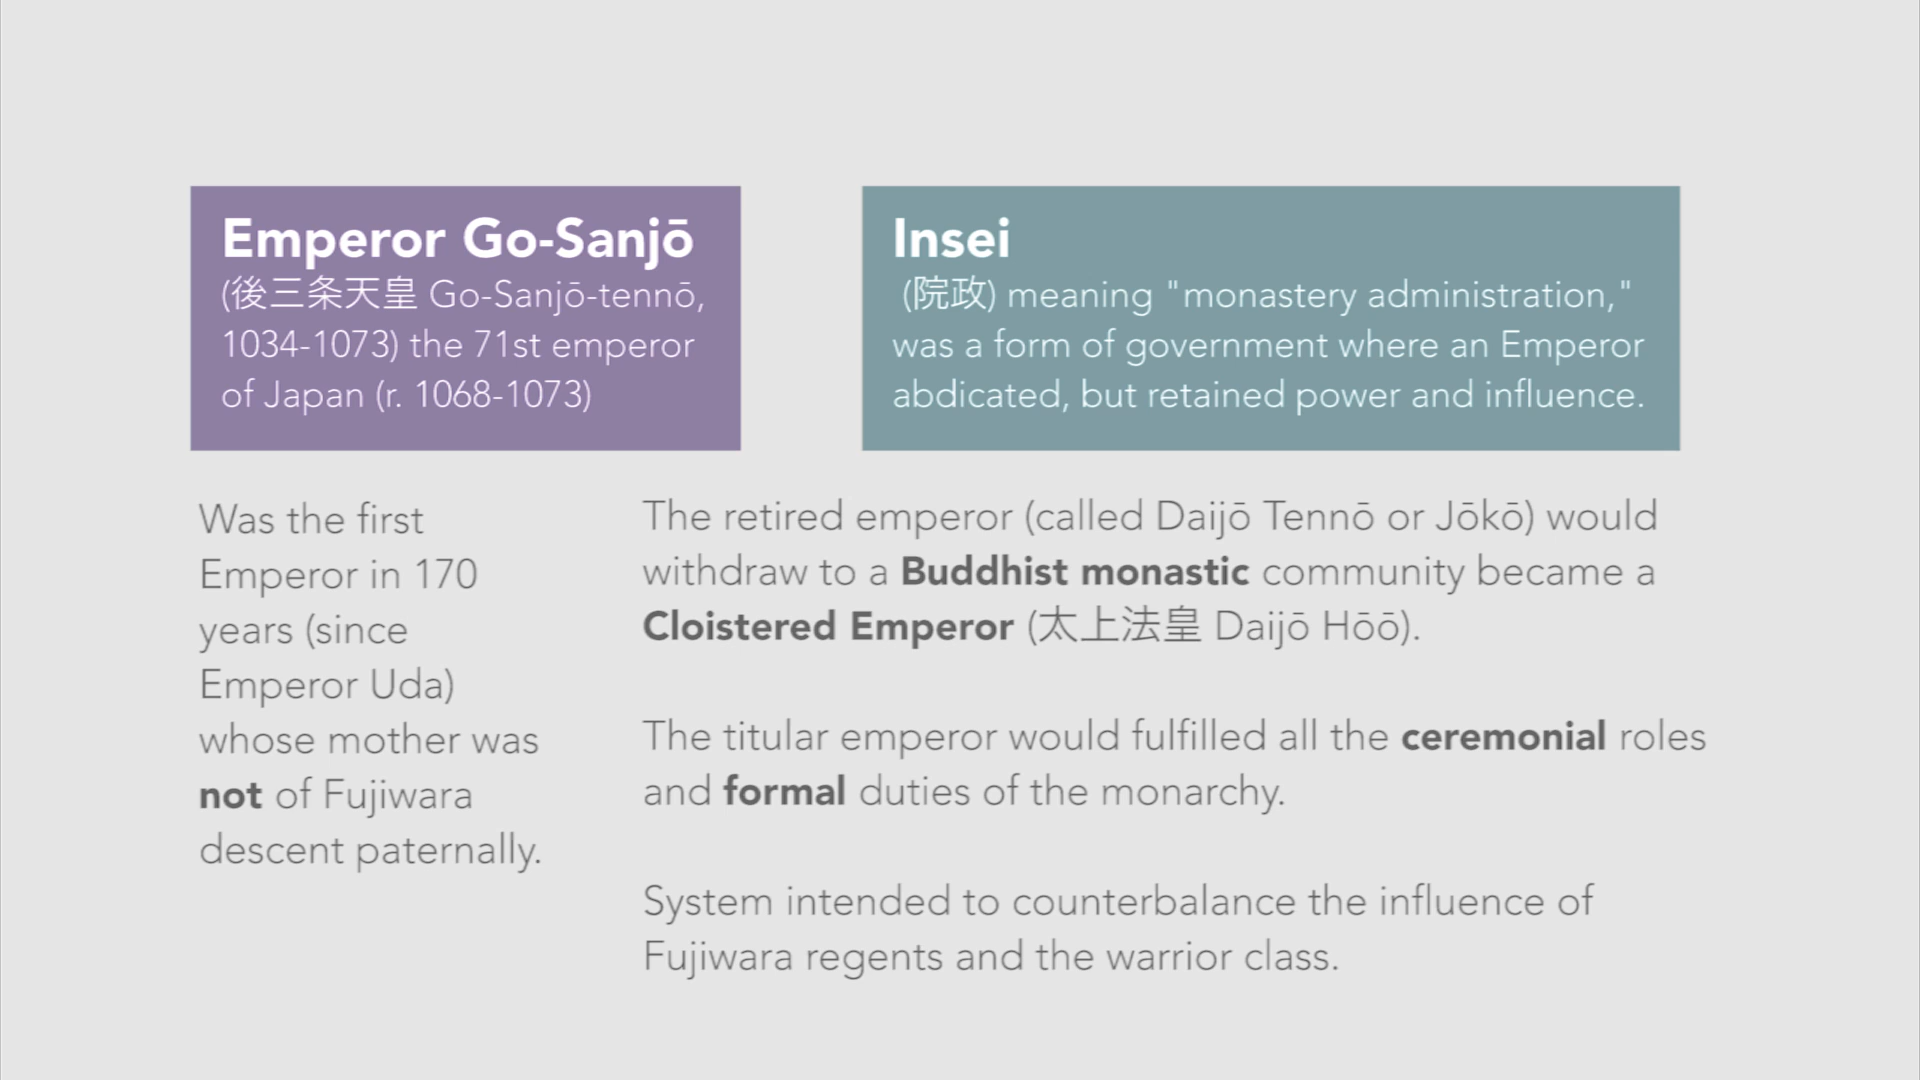 Emperor Go-Sanjō
(後三条天皇 Go-Sanjō-tennō,
1034-1073) the 71st emperor
of Japan (r. 1068-1073)
Insei
(院政) meaning "monastery administration,"
was a form of government where an Emperor
abdicated, but retained power and influence.
Was the first
Emperor in 170
years (since
Emperor Uda)
whose mother was
not of Fujiwara
descent paternally.
The retired emperor (called Daijō Tennō or Jōkō) would
withdraw to a Buddhist monastic community became a
Cloistered Emperor (太上法皇 Daijō Hōō).
The titular emperor would fulfilled all the ceremonial roles
and formal duties of the monarchy.
System intended to counterbalance the influence of
Fujiwara regents and the warrior class.